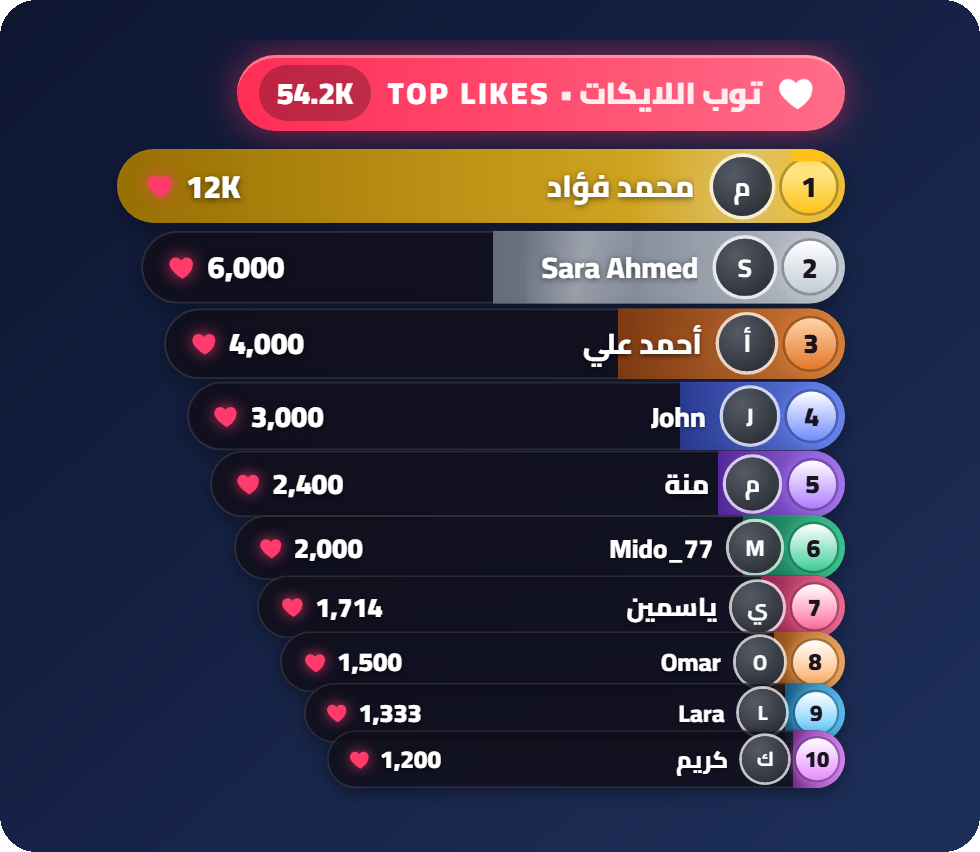 توب اللايكات • TOP LIKES 54.2K
1 م محمد فؤاد 12K
2 S Sara Ahmed 6,000
3 أ أحمد علي 4,000
4 J John 3,000
5 م منة 2,400
6 M Mido_77 2,000
7 ي ياسمين 1,714
8 O Omar 1,500
9 L Lara 1,333
10 ك كريم 1,200